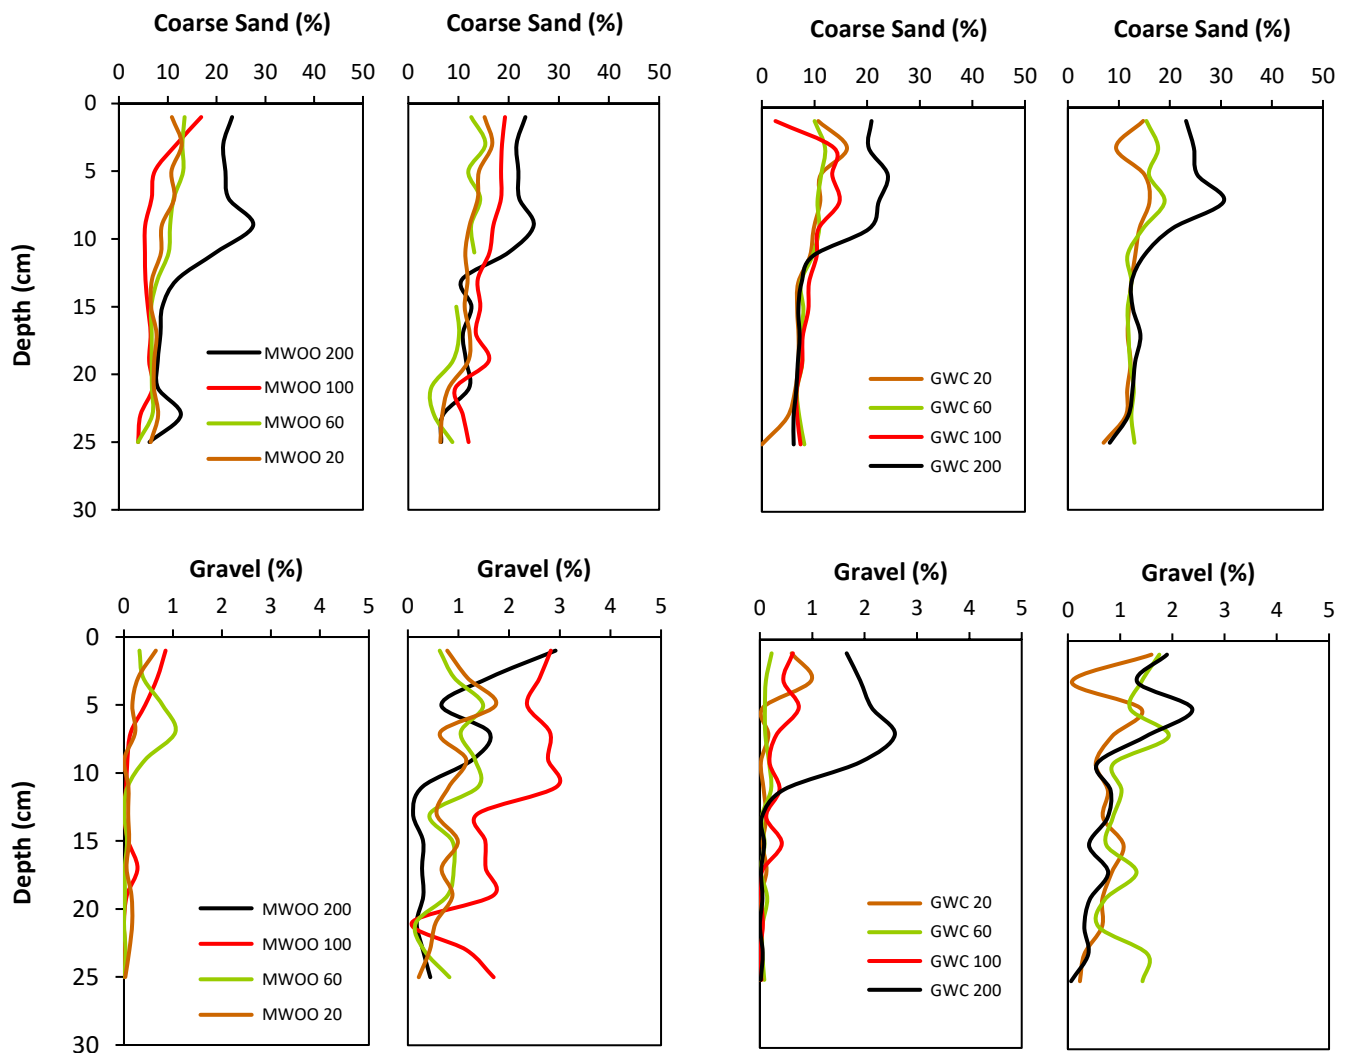 Coarse Sand (%) Coarse Sand (%) Coarse Sand (%) Coarse Sand (%)
0 10 20 30 40 50 0 10 20 30 40 50 0 10 20 30 40 50 0 10 20 30 40 50
0
5
10
15
20
25
30
Depth (cm)
MWOO 200
MWOO 100
MWOO 60
MWOO 20
GWC 20
GWC 60
GWC 100
GWC 200
Gravel (%) Gravel (%) Gravel (%) Gravel (%)
0 1 2 3 4 5 0 1 2 3 4 5 0 1 2 3 4 5 0 1 2 3 4 5
0
5
10
15
20
25
30
Depth (cm)
MWOO 200
MWOO 100
MWOO 60
MWOO 20
GWC 20
GWC 60
GWC 100
GWC 200